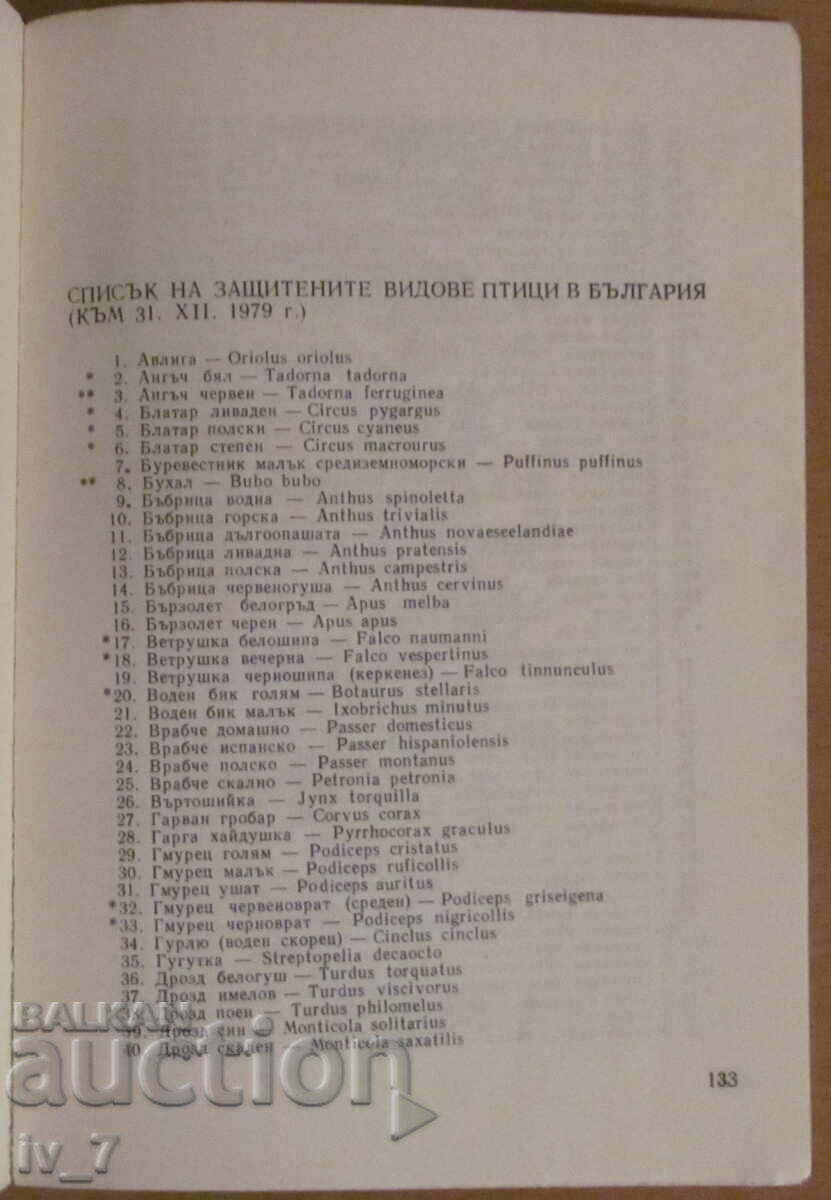 СПИСЪК НА ЗАЩИТЕНИТЕ ВИДОВЕ ПТИЦИ В БЪЛГАРИЯ
(КЪМ 31. XII. 1979 г.)
1. Авлига — Oriolus oriolus
* 2. Ангъч бял — Tadorna tadorna
** 3. Ангъч червен — Tadorna ferruginea
* 4. Блатар ливаден — Circus pygargus
* 5. Блатар полски — Circus cyaneus
* 6. Блатар степен — Circus macrourus
7. Буревестник малък средиземноморски — Puffinus puffinus
** 8. Бухал — Bubo bubo
9. Бъбрица водна — Anthus spinoletta
10. Бъбрица горска — Anthus trivialis
11. Бъбрица дългоопашата — Anthus novaeseelandiae
12. Бъбрица ливадна — Anthus pratensis
13. Бъбрица полска — Anthus campestris
14. Бъбрица червеногуша — Anthus cervinus
15. Бързолет белогръд — Apus melba
16. Бързолет черен — Apus apus
*17. Ветрушка белошипа — Falco naumanni
*18. Ветрушка вечерна — Falco vespertinus
19. Ветрушка черношипа (керкенез) — Falco tinnunculus
*20. Воден бик голям — Botaurus stellaris
21. Воден бик малък — Ixobrichus minutus
22. Врабче домашно — Passer domesticus
23. Врабче испанско — Passer hispaniolensis
24. Врабче полско — Passer montanus
25. Врабче скално — Petronia petronia
26. Въртошийка — Jynx torquilla
27. Гарван гробар — Corvus corax
28. Гарга хайдушка — Pyrrhocorax graculus
29. Гмурец голям — Podiceps cristatus
30. Гмурец малък — Podiceps ruficollis
31. Гмурец ушат — Podiceps auritus
*32. Гмурец червеноврат (среден) — Podiceps griseigena
*33. Гмурец черноврат — Podiceps nigricollis
34. Гурлю (воден скорец) — Cinclus cinclus
35. Гугутка — Streptopelia decaocto
36. Дрозд белогуш — Turdus torquatus
37. Дрозд имелов — Turdus viscivorus
38. Дрозд поен — Turdus philomelus
39. Дрозд син — Monticola solitarius
40. Дрозд скален — Monticola saxatilis
133
BALKAN
auction
iv_7